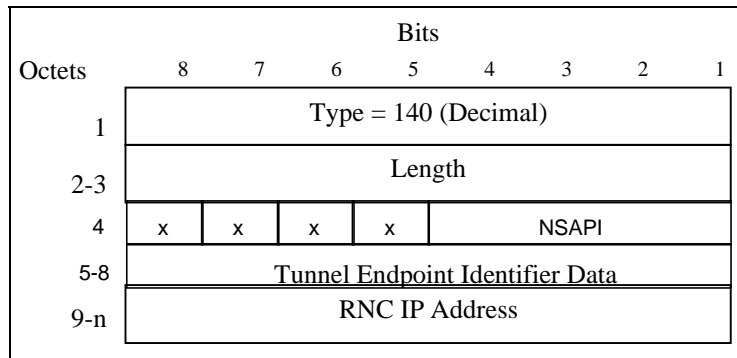 Bits
Octets 8 7 6 5 4 3 2 1
1 Type = 140 (Decimal)
2-3 Length
4 x x x x NSAPI
5-8 Tunnel Endpoint Identifier Data
9-n RNC IP Address